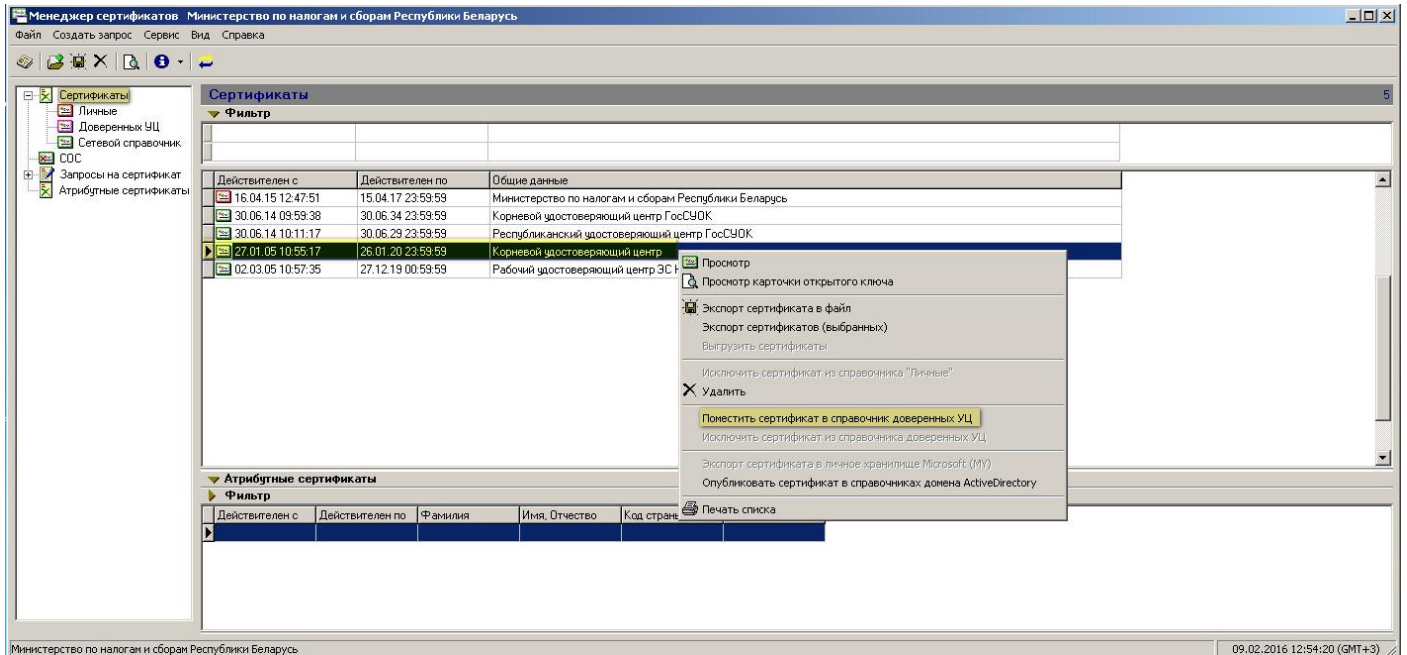 Менеджер сертификатов Министерство по налогам и сборам Республики Беларусь
Файл Создать запрос Сервис Вид Справка
Сертификаты
Личные
Доверенных УЦ
Сетевой справочник
СОС
Запросы на сертификат
Атрибутные сертификаты
Сертификаты 5
Фильтр
Действителен с Действителен по Общие данные
16.04.15 12:47:51 15.04.17 23:59:59 Министерство по налогам и сборам Республики Беларусь
30.06.14 09:59:38 30.06.34 23:59:59 Корневой удостоверяющий центр ГосСУОК
30.06.14 10:11:17 30.06.29 23:59:59 Республиканский удостоверяющий центр ГосСУОК
27.01.05 10:55:17 26.01.20 23:59:59 Корневой удостоверяющий центр
02.03.05 10:57:35 27.12.19 00:59:59 Рабочий удостоверяющий центр ЭС
Просмотр
Просмотр карточки открытого ключа
Экспорт сертификата в файл
Экспорт сертификатов (выбранных)
Выгрузить сертификаты
Исключить сертификат из справочника "Личные"
Удалить
Поместить сертификат в справочник доверенных УЦ
Исключить сертификат из справочника доверенных УЦ
Экспорт сертификата в личное хранилище Microsoft (MY)
Опубликовать сертификат в справочниках домена ActiveDirectory
Печать списка
Атрибутные сертификаты
Фильтр
Действителен с Действителен по Фамилия Имя, Отчество Код страны
Министерство по налогам и сборам Республики Беларусь 09.02.2016 12:54:20 (GMT+3)